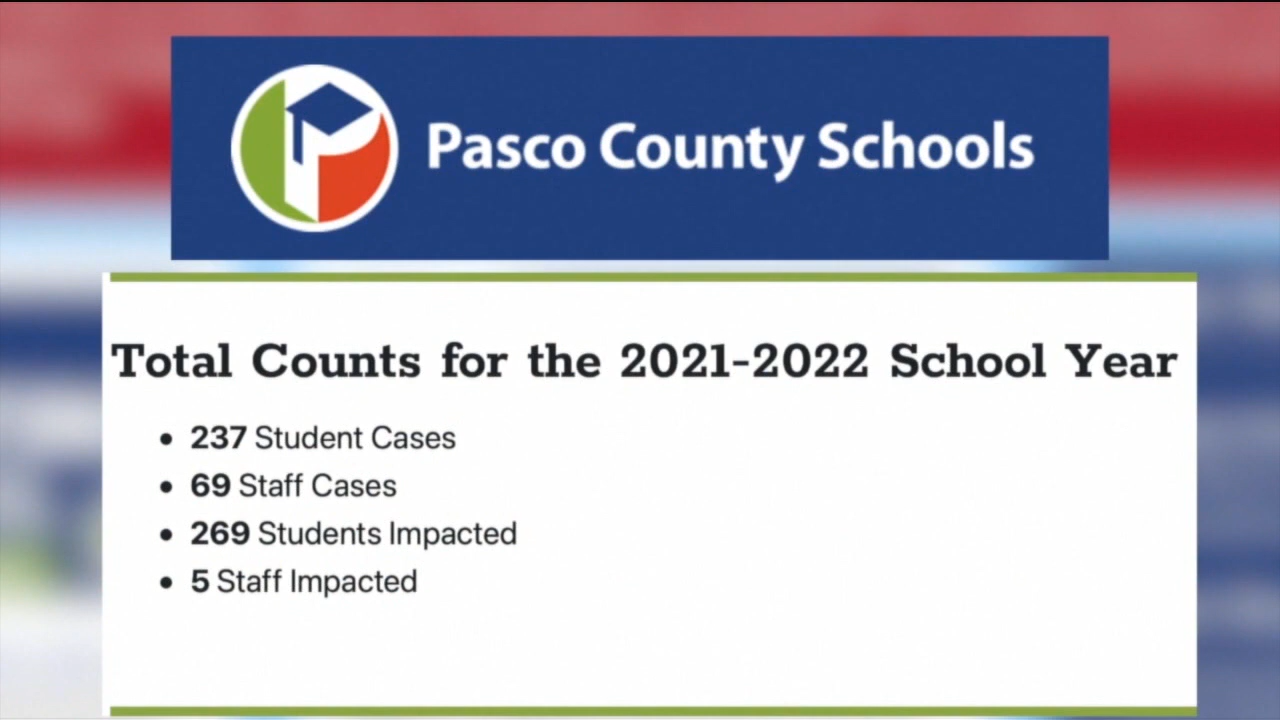 Pasco County Schools
Total Counts for the 2021-2022 School Year
• 237 Student Cases
• 69 Staff Cases
• 269 Students Impacted
• 5 Staff Impacted